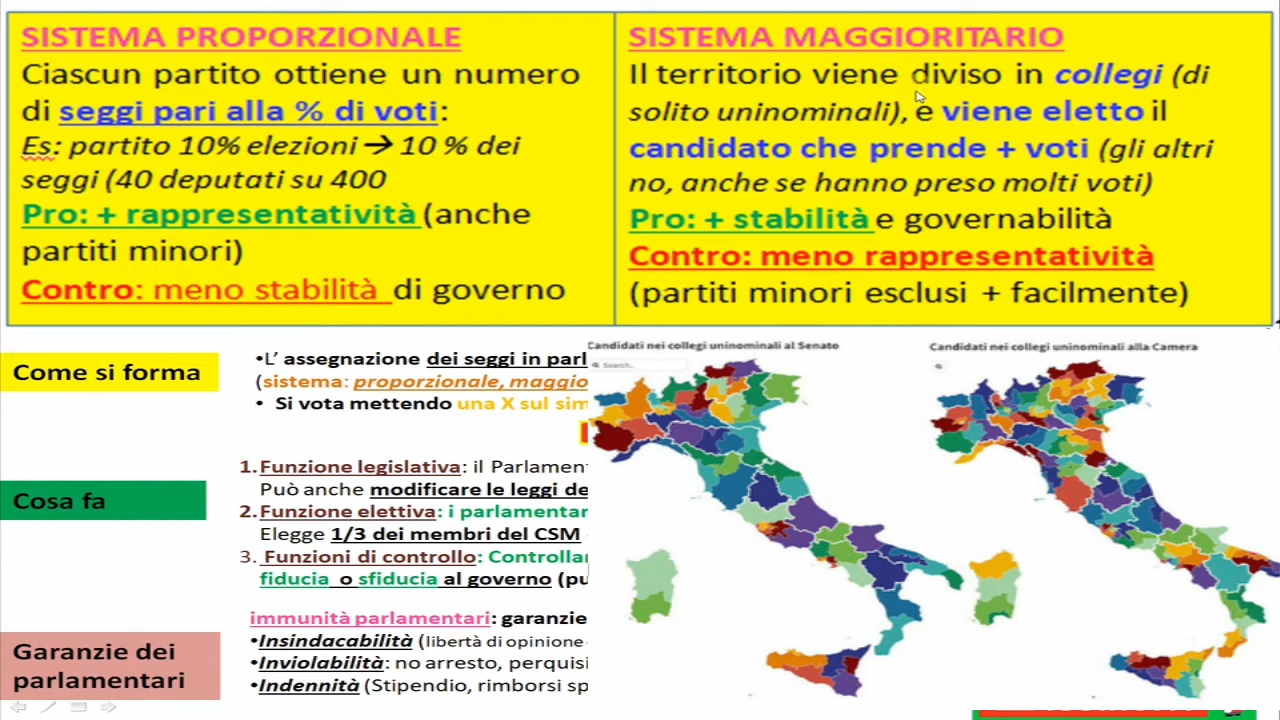 SISTEMA PROPORZIONALE
Ciascun partito ottiene un numero
di seggi pari alla % di voti:
Es: partito 10% elezioni → 10 % dei
seggi (40 deputati su 400
Pro: + rappresentatività (anche
partiti minori)
Contro: meno stabilità di governo
SISTEMA MAGGIORITARIO
Il territorio viene diviso in collegi (di
solito uninominali), e viene eletto il
candidato che prende + voti (gli altri
no, anche se hanno preso molti voti)
Pro: + stabilità e governabilità
Contro: meno rappresentatività
(partiti minori esclusi + facilmente)
Come si forma
•L’ assegnazione dei seggi in parl
(sistema: proporzionale, maggio
• Si vota mettendo una X sul sim
Cosa fa
1. Funzione legislativa: il Parlament
Può anche modificare le leggi de
2. Funzione elettiva: i parlamentar
Elegge 1/3 dei membri del CSM
3. Funzioni di controllo: Controllar
fiducia o sfiducia al governo (pu
Garanzie dei
parlamentari
immunità parlamentari: garanzie
•Insindacabilità (libertà di opinione
•Inviolabilità: no arresto, perquisi
•Indennità (Stipendio, rimborsi sp
Candidati nei collegi uninominali al Senato
Search...
Candidati nei collegi uninominali alla Camera